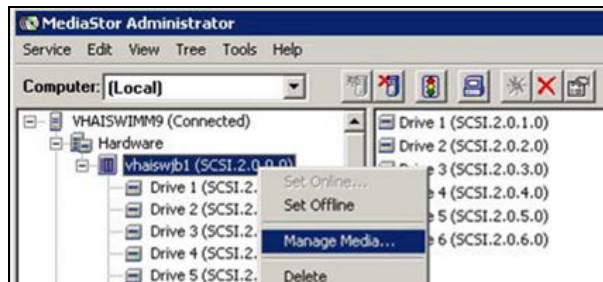 MediaStor Administrator
Service Edit View Tree Tools Help
Computer: (Local)
VHAISWIMM9 (Connected)
Hardware
vhaiswjb1 (SCSI.2.0.0.0)
Drive 1 (SCSI.2.
Drive 2 (SCSI.2.
Drive 3 (SCSI.2.
Drive 4 (SCSI.2.
Drive 5 (SCSI.2.
Set Online...
Set Offline
Manage Media...
Delete
Drive 1 (SCSI.2.0.1.0)
Drive 2 (SCSI.2.0.2.0)
3 (SCSI.2.0.3.0)
4 (SCSI.2.0.4.0)
5 (SCSI.2.0.5.0)
e 6 (SCSI.2.0.6.0)